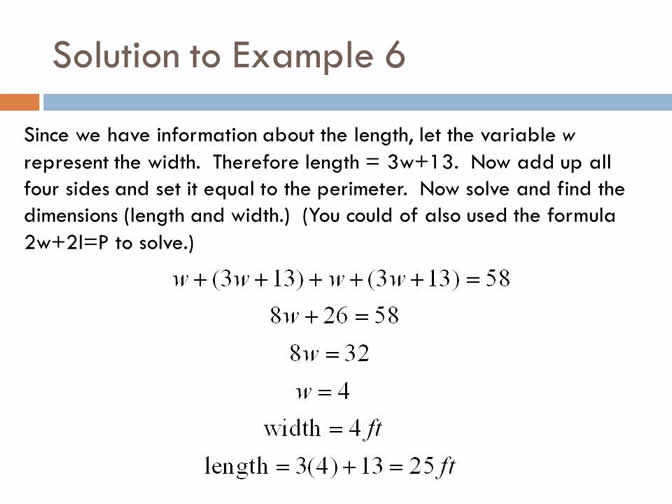 Solution to Example 6
Since we have information about the length, let the variable w
represent the width. Therefore length = 3w+13. Now add up all
four sides and set it equal to the perimeter. Now solve and find the
dimensions (length and width.) (You could of also used the formula
2w+2l=P to solve.)
w + (3w + 13) + w + (3w + 13) = 58
8w + 26 = 58
8w = 32
w = 4
width = 4 ft
length = 3(4) + 13 = 25 ft